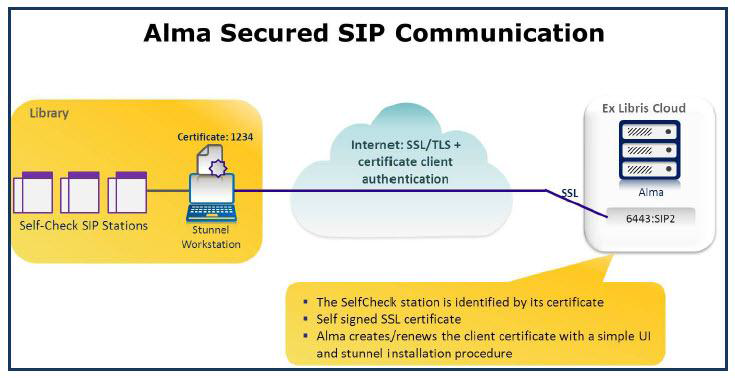 Alma Secured SIP Communication
Library
Certificate: 1234
Self-Check SIP Stations
Stunnel
Workstation
Internet: SSL/TLS +
certificate client
authentication
SSL
Ex Libris Cloud
Alma
6443:SIP2
The SelfCheck station is identified by its certificate
Self signed SSL certificate
Alma creates/renews the client certificate with a simple UI
and stunnel installation procedure